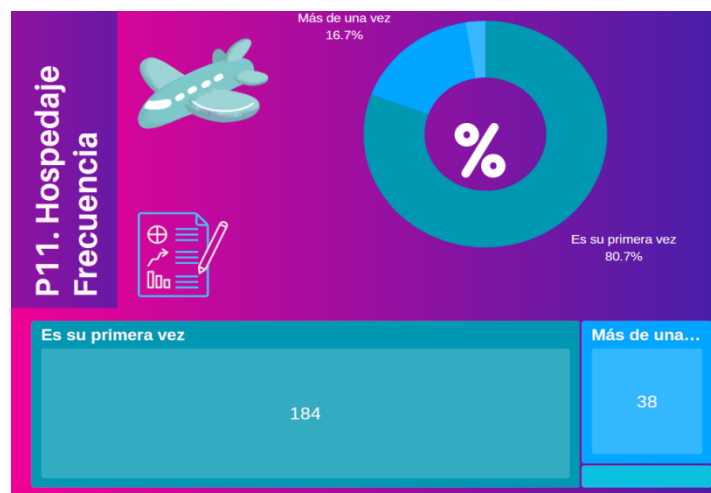 P11. Hospedaje
Frecuencia
Más de una vez
16.7%
%
Es su primera vez
80.7%
Es su primera vez
184
Más de una...
38